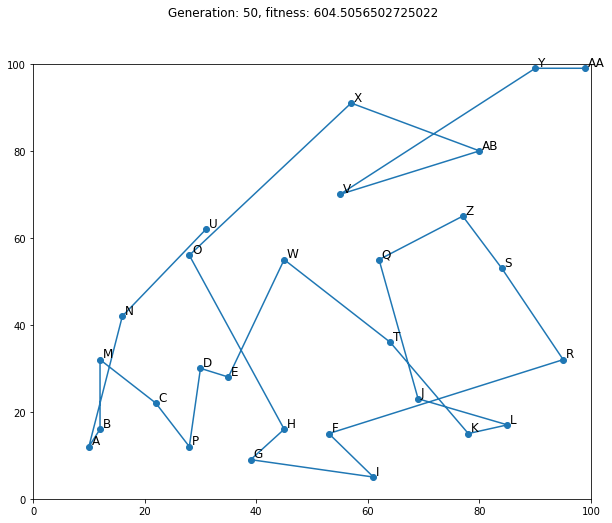 Generation: 50, fitness: 604.5056502725022
100
Y
AA
X
80
AB
V
Z
U
60
O
W
Q
S
N
40
T
M
R
D
E
C
20
J
B
H
L
F
K
A
P
G
I
0
0
20
40
60
80
100